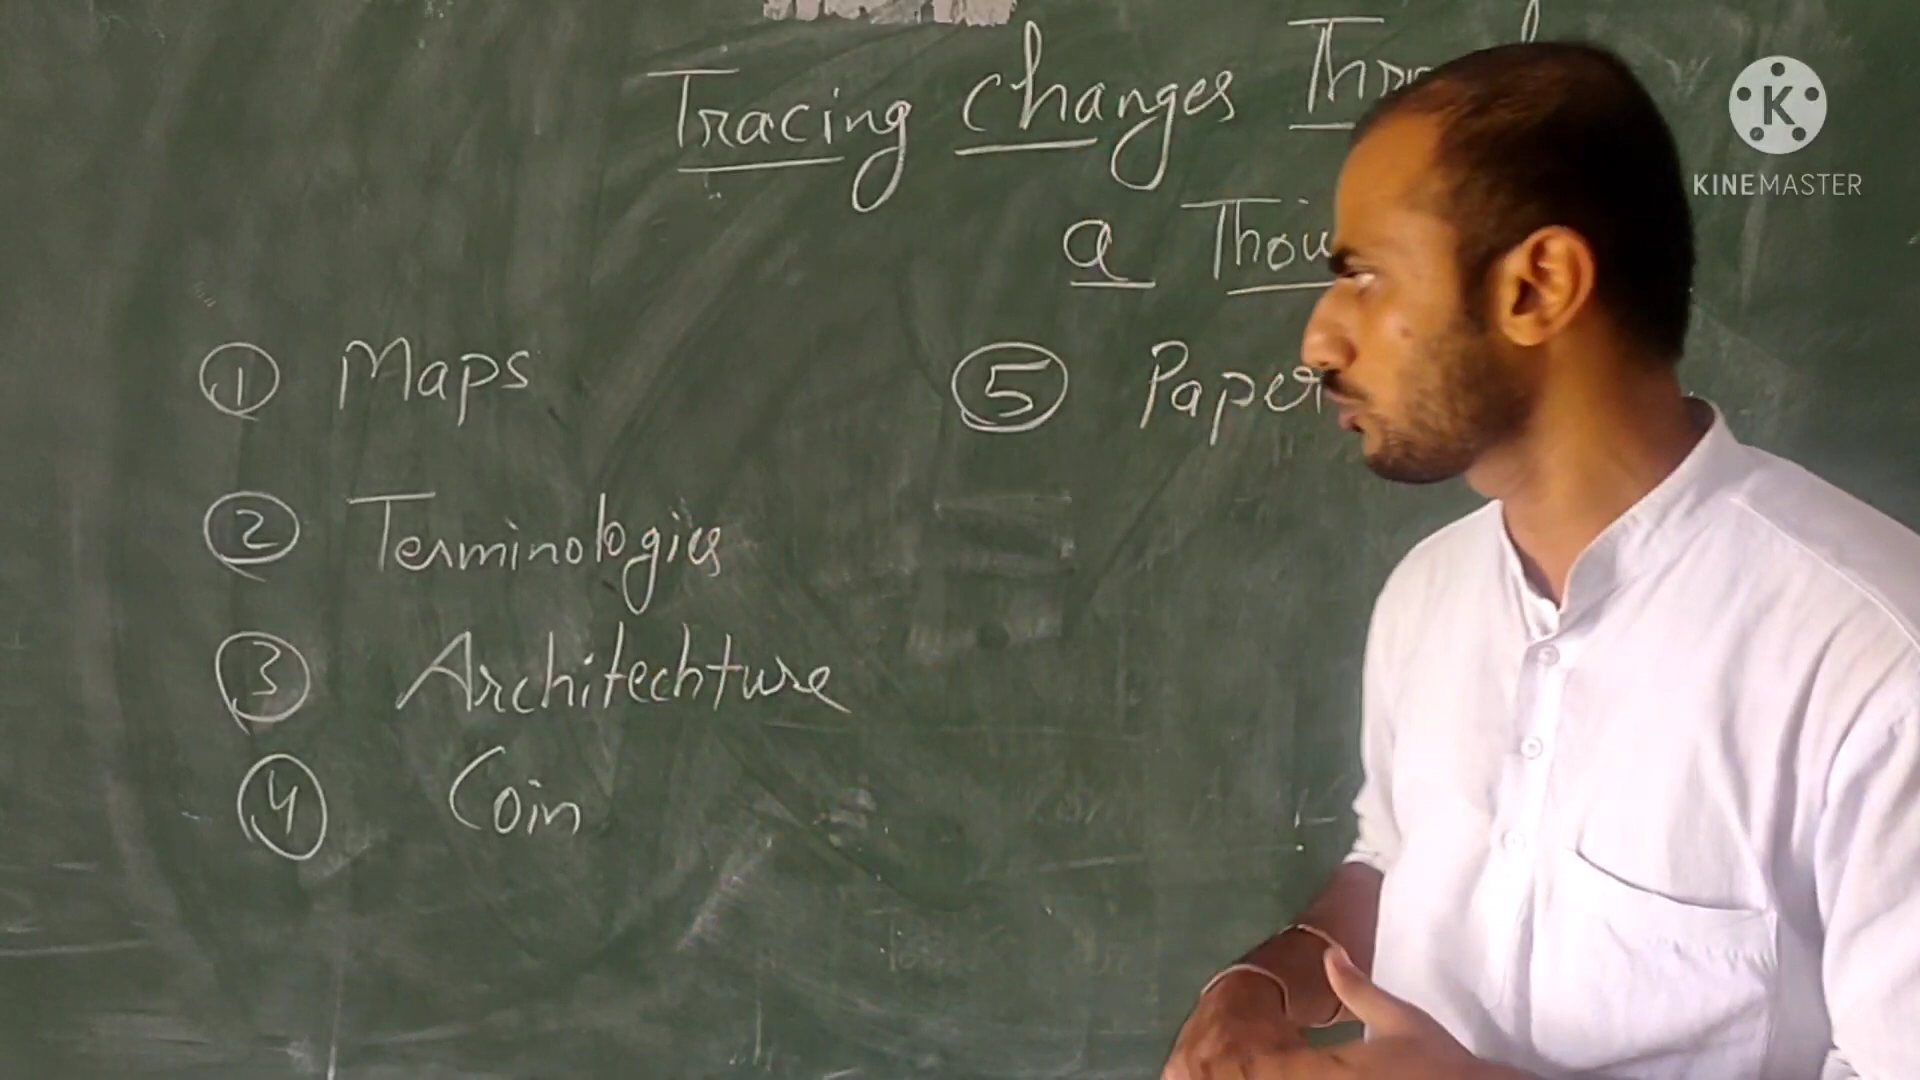 Tracing changes
a
① Maps
② Terminologies
③ Architechture
④ Coin
⑤ Paper
K
KINEMASTER